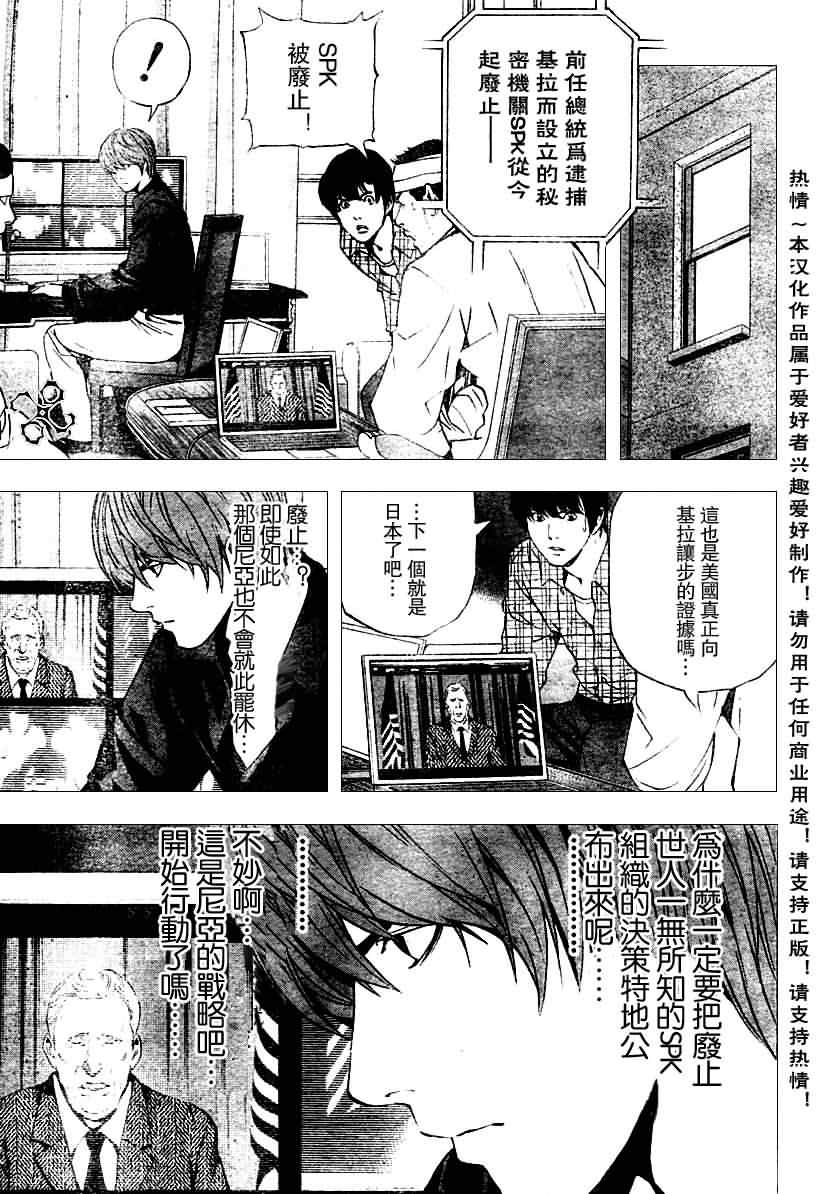 前任總統爲逮捕
基拉而設立的秘
密機關SPK從今
起廢止——
SPK
被廢止！
！
這也是美國真正向
基拉讓步的證據嗎…
…下一個就是
日本了吧…
廢止…？
即使如此
那個尼亞也不會就此罷休…
為什麼一定要把廢止
世人一無所知的SPK
組織的決策特地公
布出來呢……
………
………
不妙啊…
這是尼亞的戰略吧…
開始行動了嗎……
热情～本汉化作品属于爱好者兴趣爱好制作！请勿用于任何商业用途！请支持正版！请支持热情！